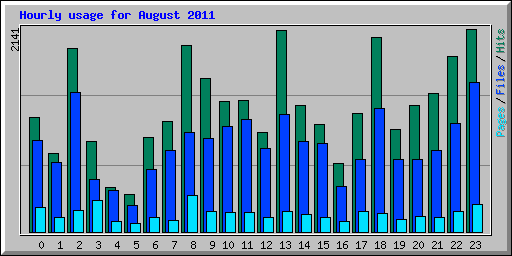 Hourly usage for August 2011
2141
Pages/Files/Hits
0 1 2 3 4 5 6 7 8 9 10 11 12 13 14 15 16 17 18 19 20 21 22 23